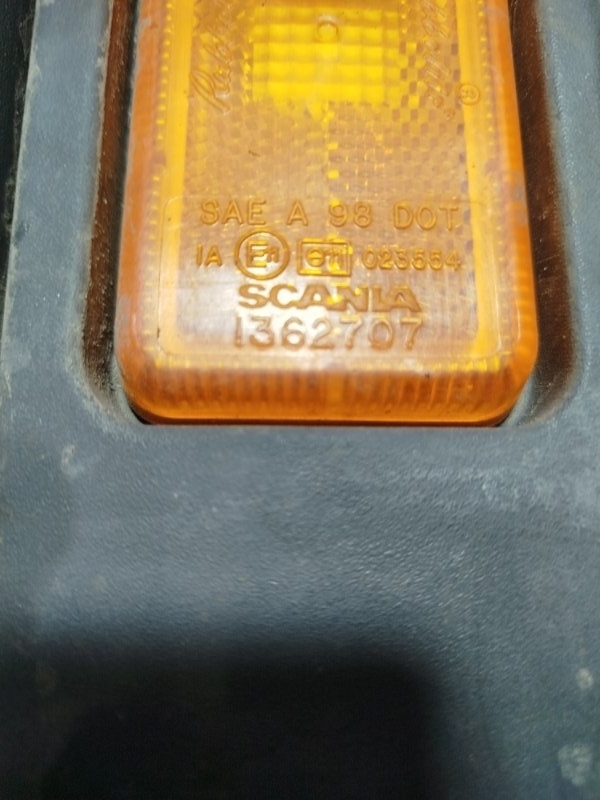 SAE A 98 DOT
IA E11 e11 023554
SCANIA
1362707